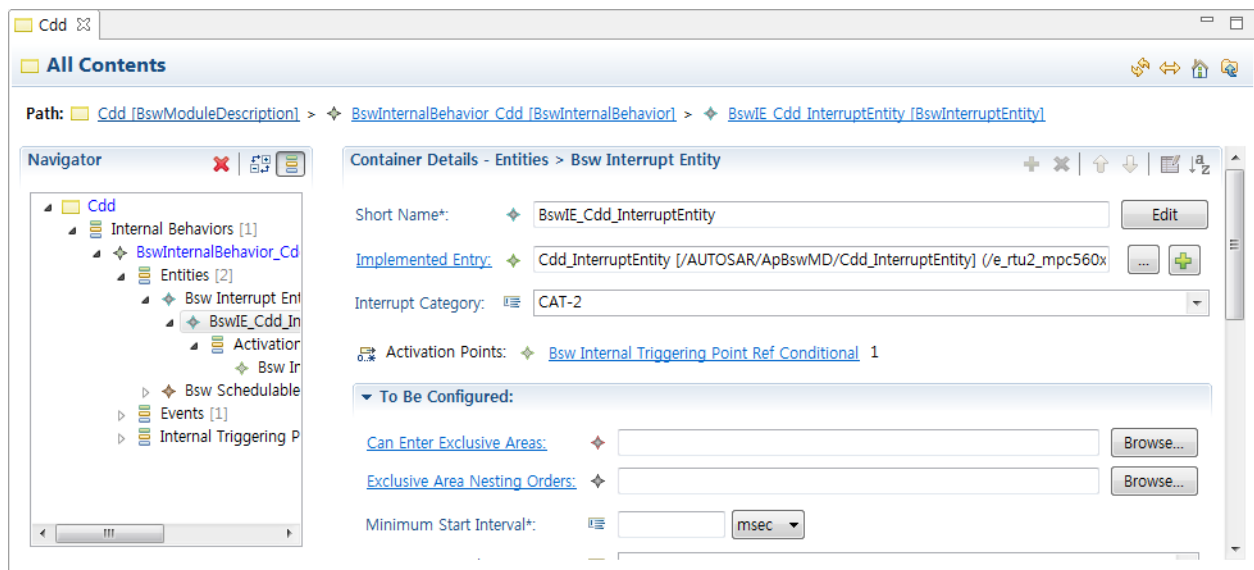 Cdd
All Contents
Path: Cdd [BswModuleDescription] > BswInternalBehavior_Cdd [BswInternalBehavior] > BswIE_Cdd_InterruptEntity [BswInterruptEntity]
Navigator
Cdd
Internal Behaviors [1]
BswInternalBehavior_Cd
Entities [2]
Bsw Interrupt Ent
BswIE_Cdd_In
Activation
Bsw Ir
Bsw Schedulable
Events [1]
Internal Triggering P
Container Details - Entities > Bsw Interrupt Entity
Short Name*: BswIE_Cdd_InterruptEntity Edit
Implemented Entry: Cdd_InterruptEntity [/AUTOSAR/ApBswMD/Cdd_InterruptEntity] (/e_rtu2_mpc560x ...
Interrupt Category: CAT-2
0..* Activation Points: Bsw Internal Triggering Point Ref Conditional 1
To Be Configured:
Can Enter Exclusive Areas: Browse...
Exclusive Area Nesting Orders: Browse...
Minimum Start Interval*: msec